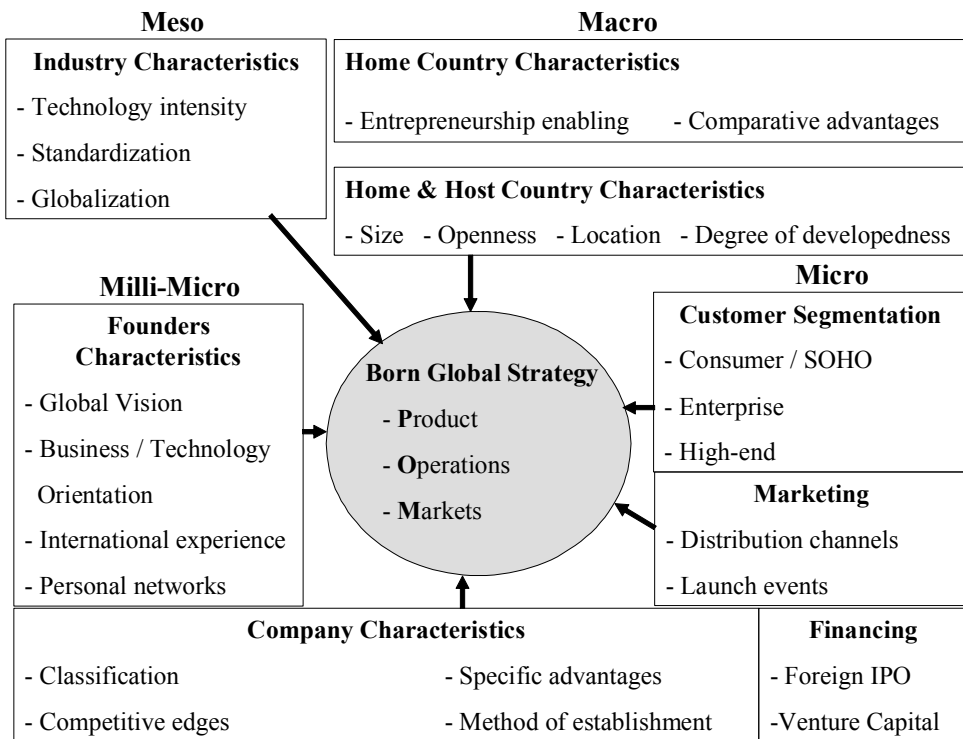 Meso
Industry Characteristics
- Technology intensity
- Standardization
- Globalization
Macro
Home Country Characteristics
- Entrepreneurship enabling - Comparative advantages
Home & Host Country Characteristics
- Size - Openness - Location - Degree of developedness
Milli-Micro
Founders
Characteristics
- Global Vision
- Business / Technology
Orientation
- International experience
- Personal networks
Born Global Strategy
- Product
- Operations
- Markets
Micro
Customer Segmentation
- Consumer / SOHO
- Enterprise
- High-end
Marketing
- Distribution channels
- Launch events
Company Characteristics
- Classification - Specific advantages
- Competitive edges - Method of establishment
Financing
- Foreign IPO
-Venture Capital